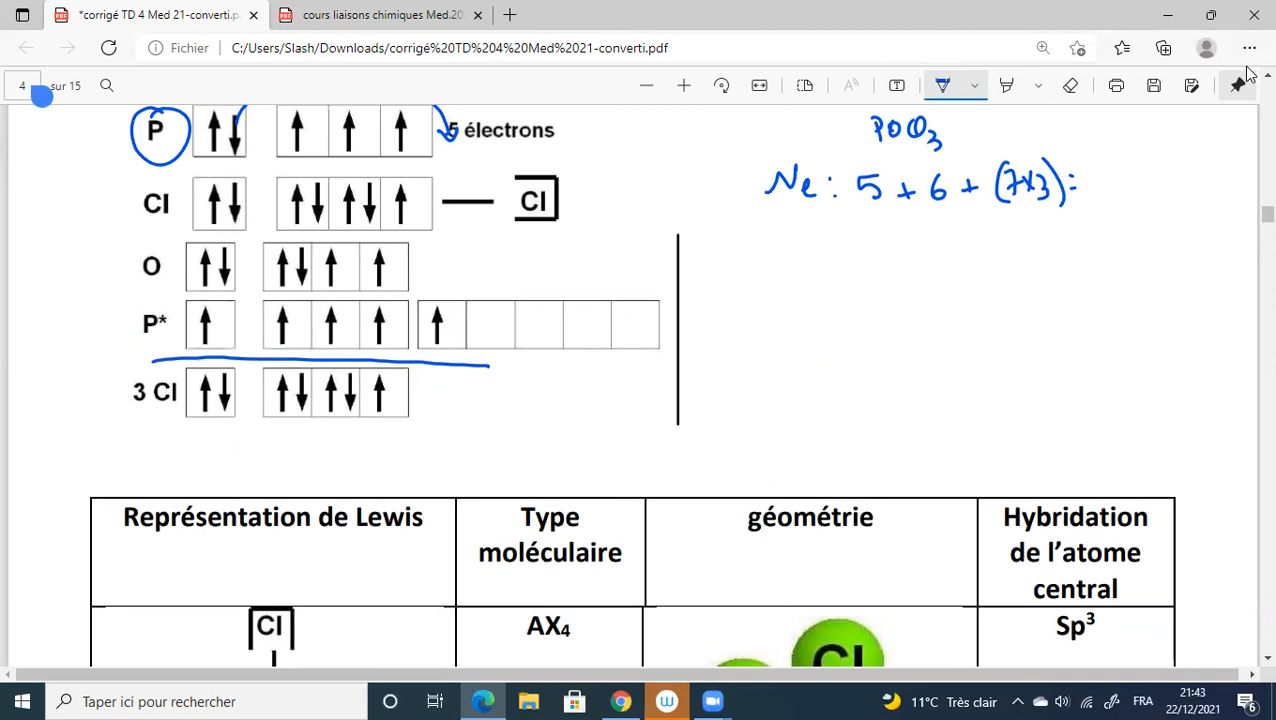 *corrigé TD 4 Med 21-converti.p
cours liaisons chimiques Med.20
Fichier
C:/Users/Slash/Downloads/corrigé%20TD%204%20Med%2021-converti.pdf
4 sur 15
P 5 électrons
POCl3
Ne : 5 + 6 + (7x3) =
Cl Cl
O
P*
3 Cl
Représentation de Lewis
Type moléculaire
géométrie
Hybridation de l’atome central
Cl
AX4
Cl
Sp3
Taper ici pour rechercher
11°C Très clair
FRA
21:43
22/12/2021
6